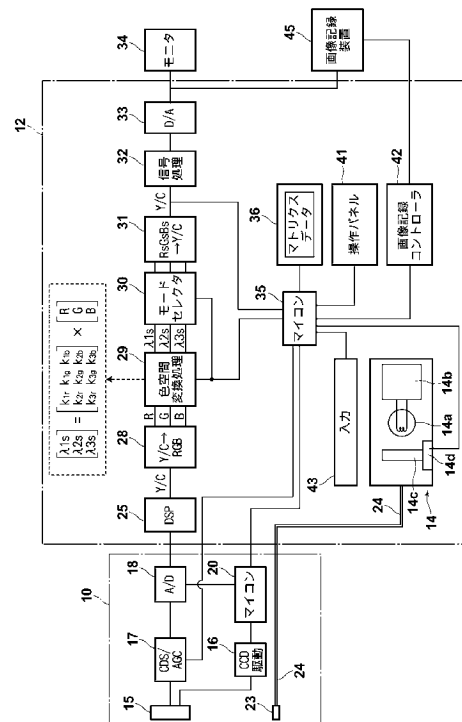 10
15
17
CDS/
AGC
18
A/D
16
CCD
駆動
20
マイコン
23
24
12
25
DSP
Y/C
28
Y/C→
RGB
R
G
B
29
色空間
変換処理
λ1s
λ2s
λ3s
30
モード
セレクタ
31
RsGsBs
→Y/C
Y/C
32
信号
処理
33
D/A
34
モニタ
λ1s
λ2s
λ3s
=
k1r k1g k1b
k2r k2g k2b
k3r k3g k3b
×
R
G
B
35
マイコン
36
マトリクス
データ
41
操作パネル
42
画像記録
コントローラ
43
入力
45
画像記録
装置
24
14
14a
14b
14c
14d